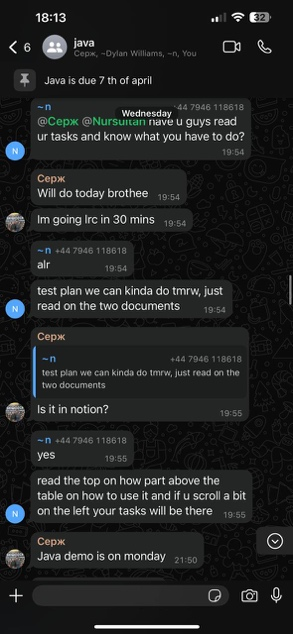 18:13
32
6
java
Серж, ~Dylan Williams, ~n, You
Java is due 7 th of april
~n +44 7946 118618
Wednesday
@Серж @Nursultan have u guys read
ur tasks and know what you have to do?
19:54
N
Серж
Will do today brothee 19:54
Im going lrc in 30 mins 19:54
~n +44 7946 118618
alr 19:54
test plan we can kinda do tmrw, just
read on the two documents 19:54
N
Серж
~n +44 7946 118618
test plan we can kinda do tmrw, just read on the
two documents
Is it in notion? 19:55
~n +44 7946 118618
yes 19:55
read the top on how part above the
table on how to use it and if u scroll a bit
on the left your tasks will be there 19:55
N
Серж
Java demo is on monday 21:50